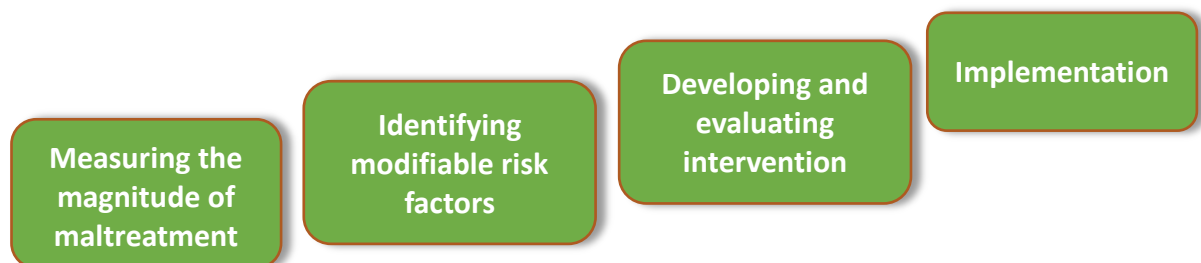 Measuring the
magnitude of
maltreatment
Identifying
modifiable risk
factors
Developing and
evaluating
intervention
Implementation